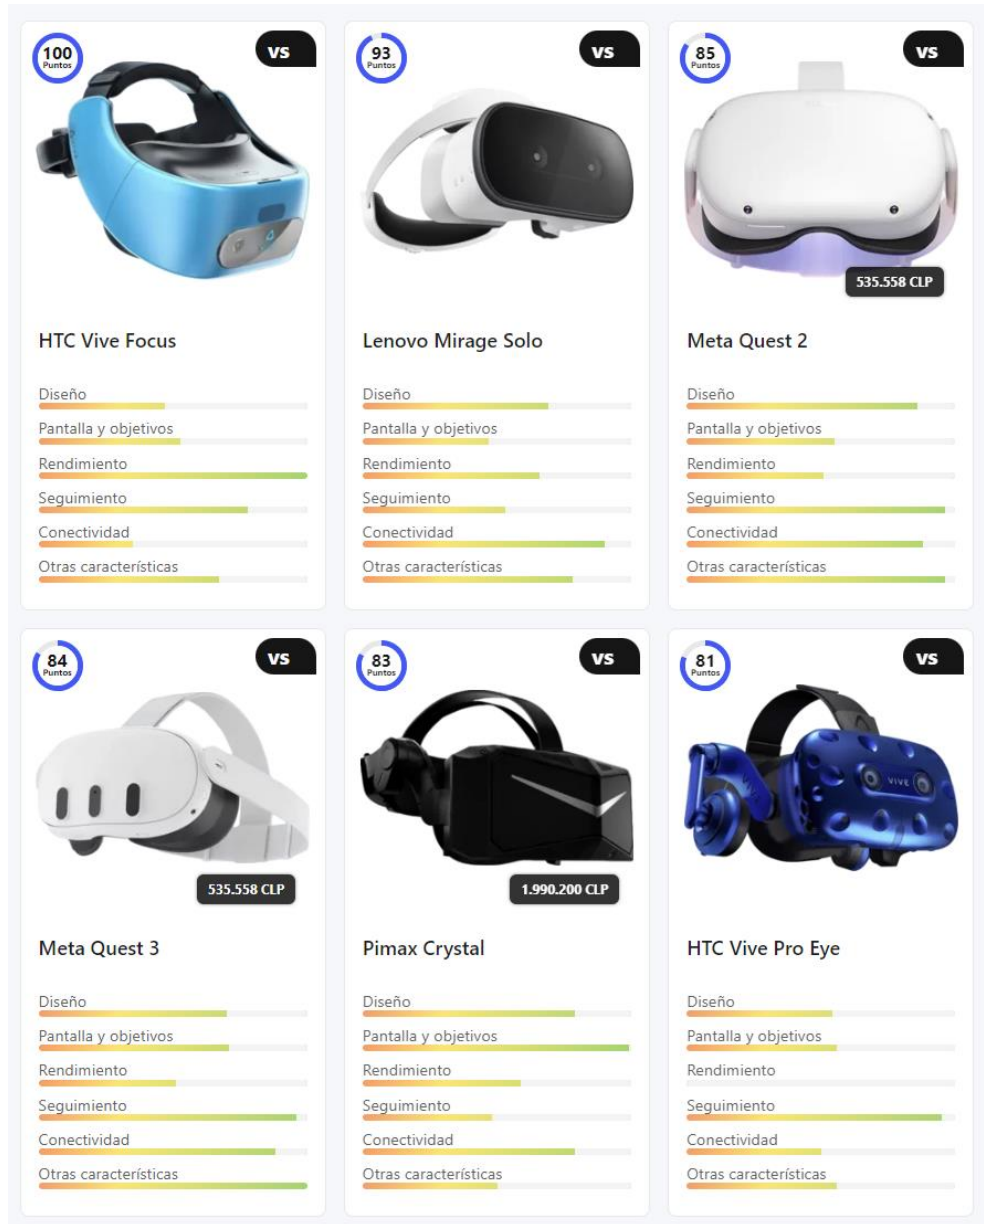 100
Puntos
vs
93
Puntos
vs
85
Puntos
vs
535.558 CLP
HTC Vive Focus
Diseño
Pantalla y objetivos
Rendimiento
Seguimiento
Conectividad
Otras características
Lenovo Mirage Solo
Diseño
Pantalla y objetivos
Rendimiento
Seguimiento
Conectividad
Otras características
Meta Quest 2
Diseño
Pantalla y objetivos
Rendimiento
Seguimiento
Conectividad
Otras características
84
Puntos
vs
535.558 CLP
Meta Quest 3
Diseño
Pantalla y objetivos
Rendimiento
Seguimiento
Conectividad
Otras características
83
Puntos
vs
1.990.200 CLP
Pimax Crystal
Diseño
Pantalla y objetivos
Rendimiento
Seguimiento
Conectividad
Otras características
81
Puntos
vs
VIVE
HTC Vive Pro Eye
Diseño
Pantalla y objetivos
Rendimiento
Seguimiento
Conectividad
Otras características